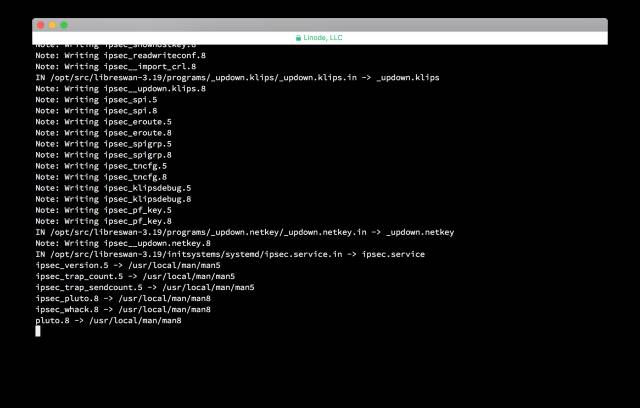 Linode, LLC
Note: Writing ipsec_showhostkey.8
Note: Writing ipsec_readwriteconf.8
Note: Writing ipsec__import_crl.8
IN /opt/src/libreswan-3.19/programs/_updown.klips/_updown.klips.in -> _updown.klips
Note: Writing ipsec__updown.klips.8
Note: Writing ipsec_spi.5
Note: Writing ipsec_spi.8
Note: Writing ipsec_eroute.5
Note: Writing ipsec_eroute.8
Note: Writing ipsec_spigrp.5
Note: Writing ipsec_spigrp.8
Note: Writing ipsec_tncfg.5
Note: Writing ipsec_tncfg.8
Note: Writing ipsec_klipsdebug.5
Note: Writing ipsec_klipsdebug.8
Note: Writing ipsec_pf_key.5
Note: Writing ipsec_pf_key.8
IN /opt/src/libreswan-3.19/programs/_updown.netkey/_updown.netkey.in -> _updown.netkey
Note: Writing ipsec__updown.netkey.8
IN /opt/src/libreswan-3.19/initsystems/systemd/ipsec.service.in -> ipsec.service
ipsec_version.5 -> /usr/local/man/man5
ipsec_trap_count.5 -> /usr/local/man/man5
ipsec_trap_sendcount.5 -> /usr/local/man/man5
ipsec_pluto.8 -> /usr/local/man/man8
ipsec_whack.8 -> /usr/local/man/man8
pluto.8 -> /usr/local/man/man8